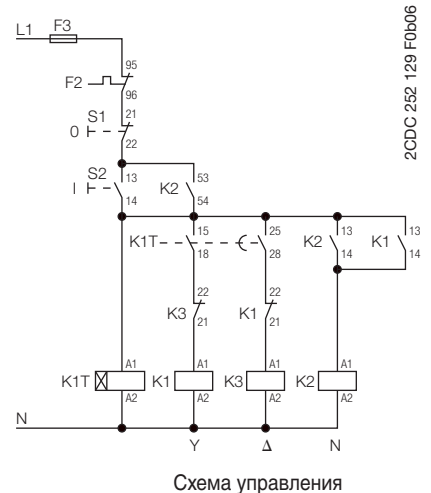 L1 F3
2CDC 252 129 F0b06
95
F2
96
S1 21
0
22
S2 13 53
I K2
14 54
15 25 13 13
K1T K2 K1
18 28 14 14
22 22
K3 K1
21 21
A1 A1 A1 A1
K1T K1 K3 K2
A2 A2 A2 A2
N
Y Δ N
Схема управления